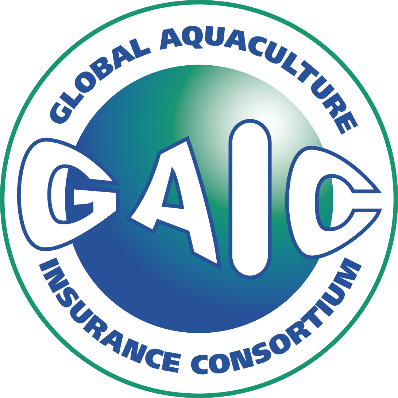 GLOBAL AQUACULTURE
GAIC
INSURANCE CONSORTIUM